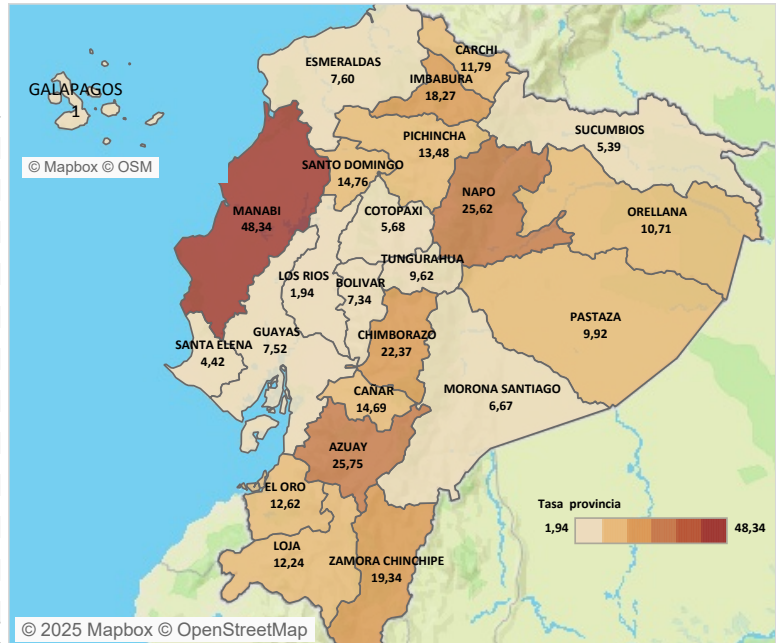 CARCHI
11,79
ESMERALDAS
7,60
IMBABURA
18,27
GALAPAGOS
1
© Mapbox © OSM
PICHINCHA
13,48
SUCUMBIOS
5,39
SANTO DOMINGO
14,76
NAPO
25,62
MANABI
48,34
COTOPAXI
5,68
ORELLANA
10,71
TUNGURAHUA
9,62
LOS RIOS
1,94
BOLIVAR
7,34
PASTAZA
9,92
SANTA ELENA
4,42
GUAYAS
7,52
CHIMBORAZO
22,37
CAÑAR
14,69
MORONA SANTIAGO
6,67
AZUAY
25,75
EL ORO
12,62
Tasa provincia
1,94 48,34
LOJA
12,24
ZAMORA CHINCHIPE
19,34
© 2025 Mapbox © OpenStreetMap